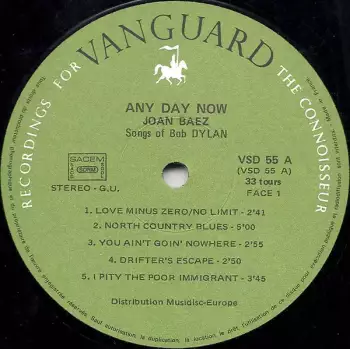 RECORDINGS FOR VANGUARD THE CONNOISSEUR
ANY DAY NOW
JOAN BAEZ
Songs of Bob DYLAN
SACEM
SDRM
VSD 55 A
(VSD 55 A)
33 tours
FACE 1
STEREO - G.U.
1. LOVE MINUS ZERO/NO LIMIT - 2'41
2. NORTH COUNTRY BLUES - 5'00
3. YOU AIN'T GOIN' NOWHERE - 2'55
4. DRIFTER'S ESCAPE - 2'50
5. I PITY THE POOR IMMIGRANT - 3'45
Distribution Musidisc-Europe